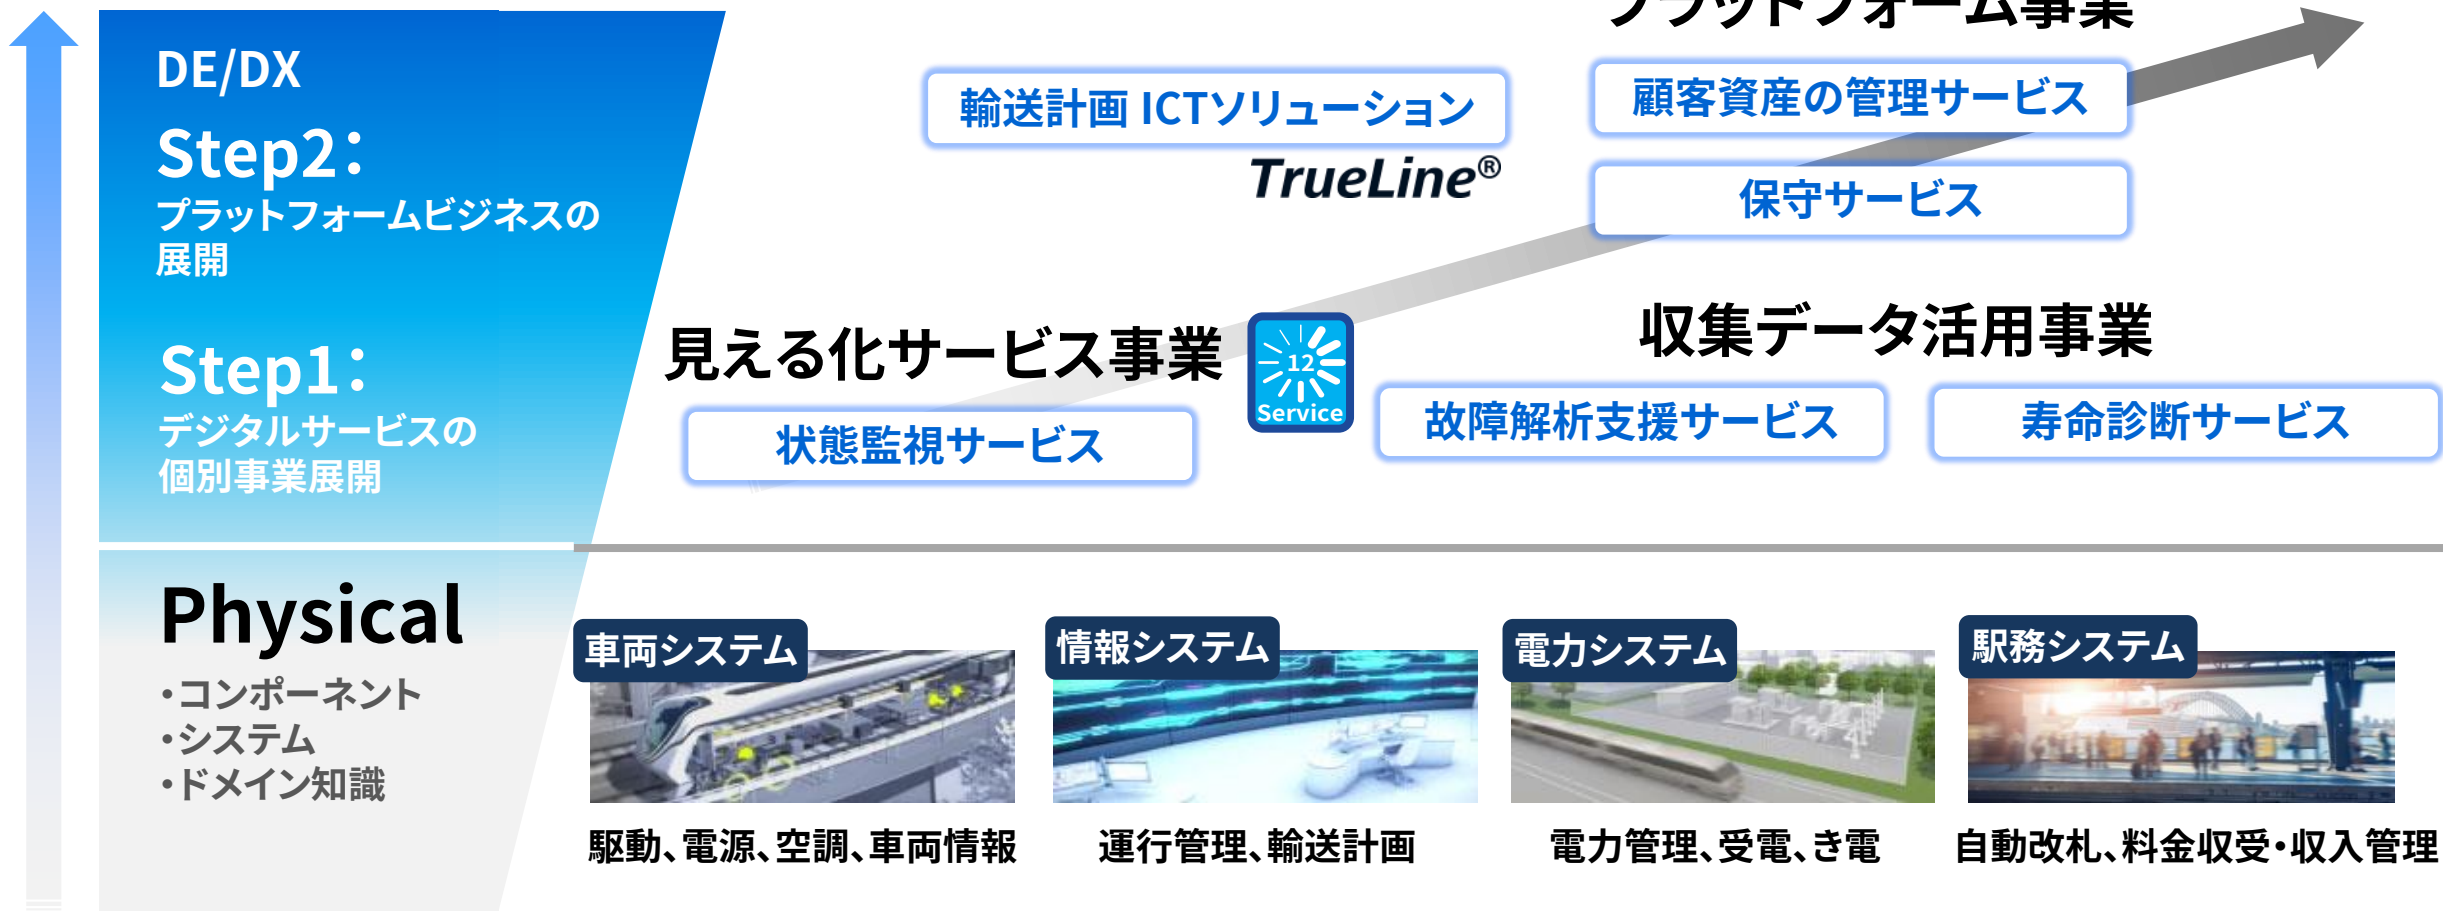 プラットフォーム事業
DE/DX
Step2：
プラットフォームビジネスの
展開
輸送計画 ICTソリューション
TrueLine®
顧客資産の管理サービス
保守サービス
Step1：
デジタルサービスの
個別事業展開
見える化サービス事業
12
Service
状態監視サービス
収集データ活用事業
故障解析支援サービス
寿命診断サービス
Physical
・コンポーネント
・システム
・ドメイン知識
車両システム
駆動、電源、空調、車両情報
情報システム
運行管理、輸送計画
電力システム
電力管理、受電、き電
駅務システム
自動改札、料金収受・収入管理